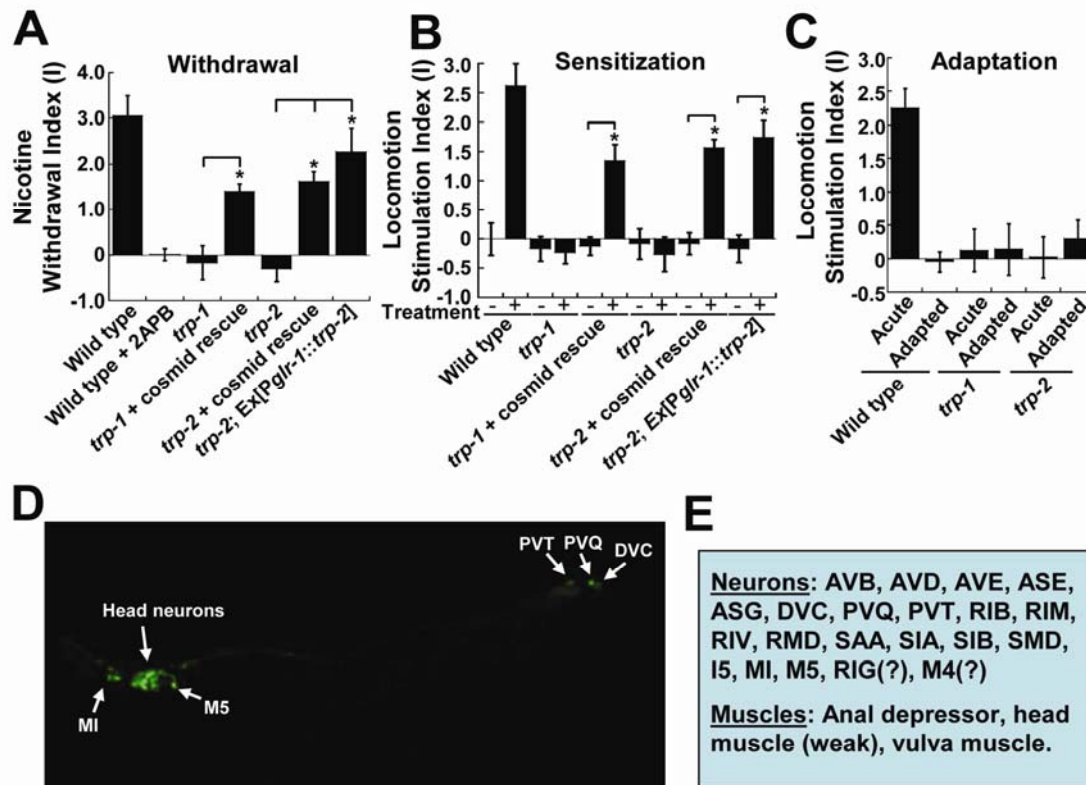 A
Withdrawal
Nicotine
Withdrawal Index (I)
4.0
3.0
2.0
1.0
0
-1.0
*
*
*
Wild type
Wild type + 2APB
trp-1
trp-1 + cosmid rescue
trp-2
trp-2 + cosmid rescue
trp-2; Ex[Pglr-1::trp-2]
B
Sensitization
Locomotion
Stimulation Index (I)
3.0
2.5
2.0
1.5
1.0
0.5
0
-0.5
-1.0
*
*
*
Treatment - + - + - + - + - + - +
Wild type
trp-1
trp-1 + cosmid rescue
trp-2
trp-2 + cosmid rescue
trp-2; Ex[Pglr-1::trp-2]
C
Adaptation
Locomotion
Stimulation Index (I)
3.0
2.5
2.0
1.5
1.0
0.5
0
-0.5
Acute
Adapted
Acute
Adapted
Acute
Adapted
Wild type
trp-1
trp-2
D
PVT PVQ DVC
Head neurons
MI
M5
E
Neurons: AVB, AVD, AVE, ASE,
ASG, DVC, PVQ, PVT, RIB, RIM,
RIV, RMD, SAA, SIA, SIB, SMD,
I5, MI, M5, RIG(?), M4(?)
Muscles: Anal depressor, head
muscle (weak), vulva muscle.